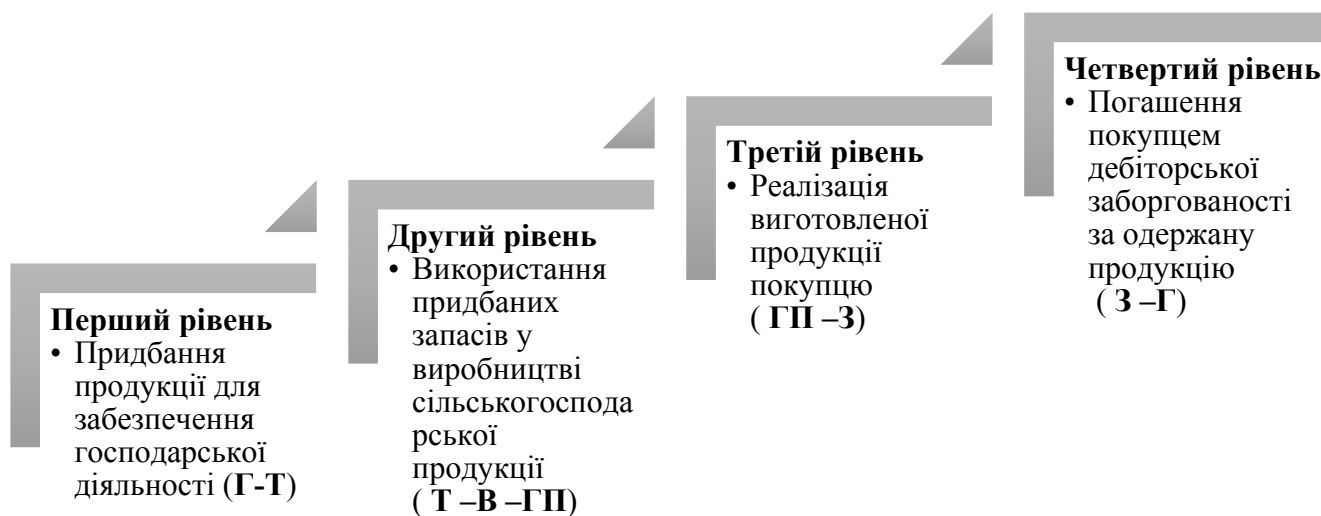 Перший рівень
• Придбання
продукції для
забезпечення
господарської
діяльності (Г-Т)
Другий рівень
• Використання
придбаних
запасів у
виробництві
сільськогоспода
рської
продукції
( Т –В –ГП)
Третій рівень
• Реалізація
виготовленої
продукції
покупцю
( ГП –З)
Четвертий рівень
• Погашення
покупцем
дебіторської
заборгованості
за одержану
продукцію
( З –Г)